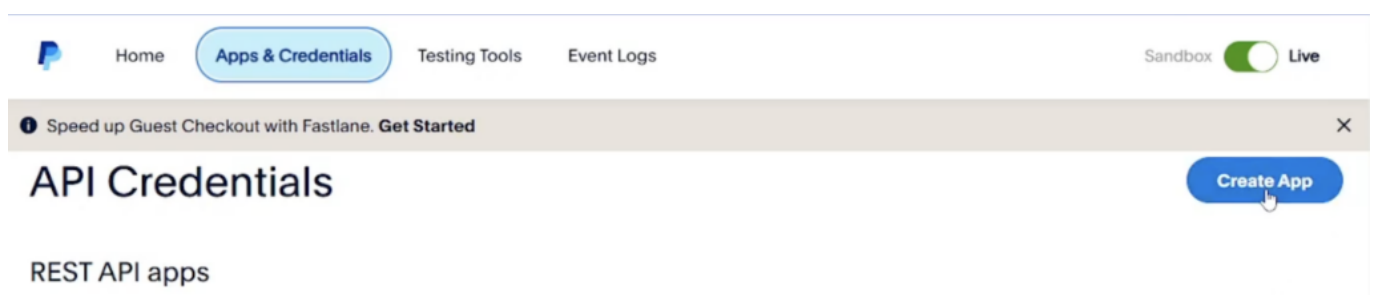 Home Apps & Credentials Testing Tools Event Logs Sandbox Live
Speed up Guest Checkout with Fastlane. Get Started
API Credentials Create App
REST API apps